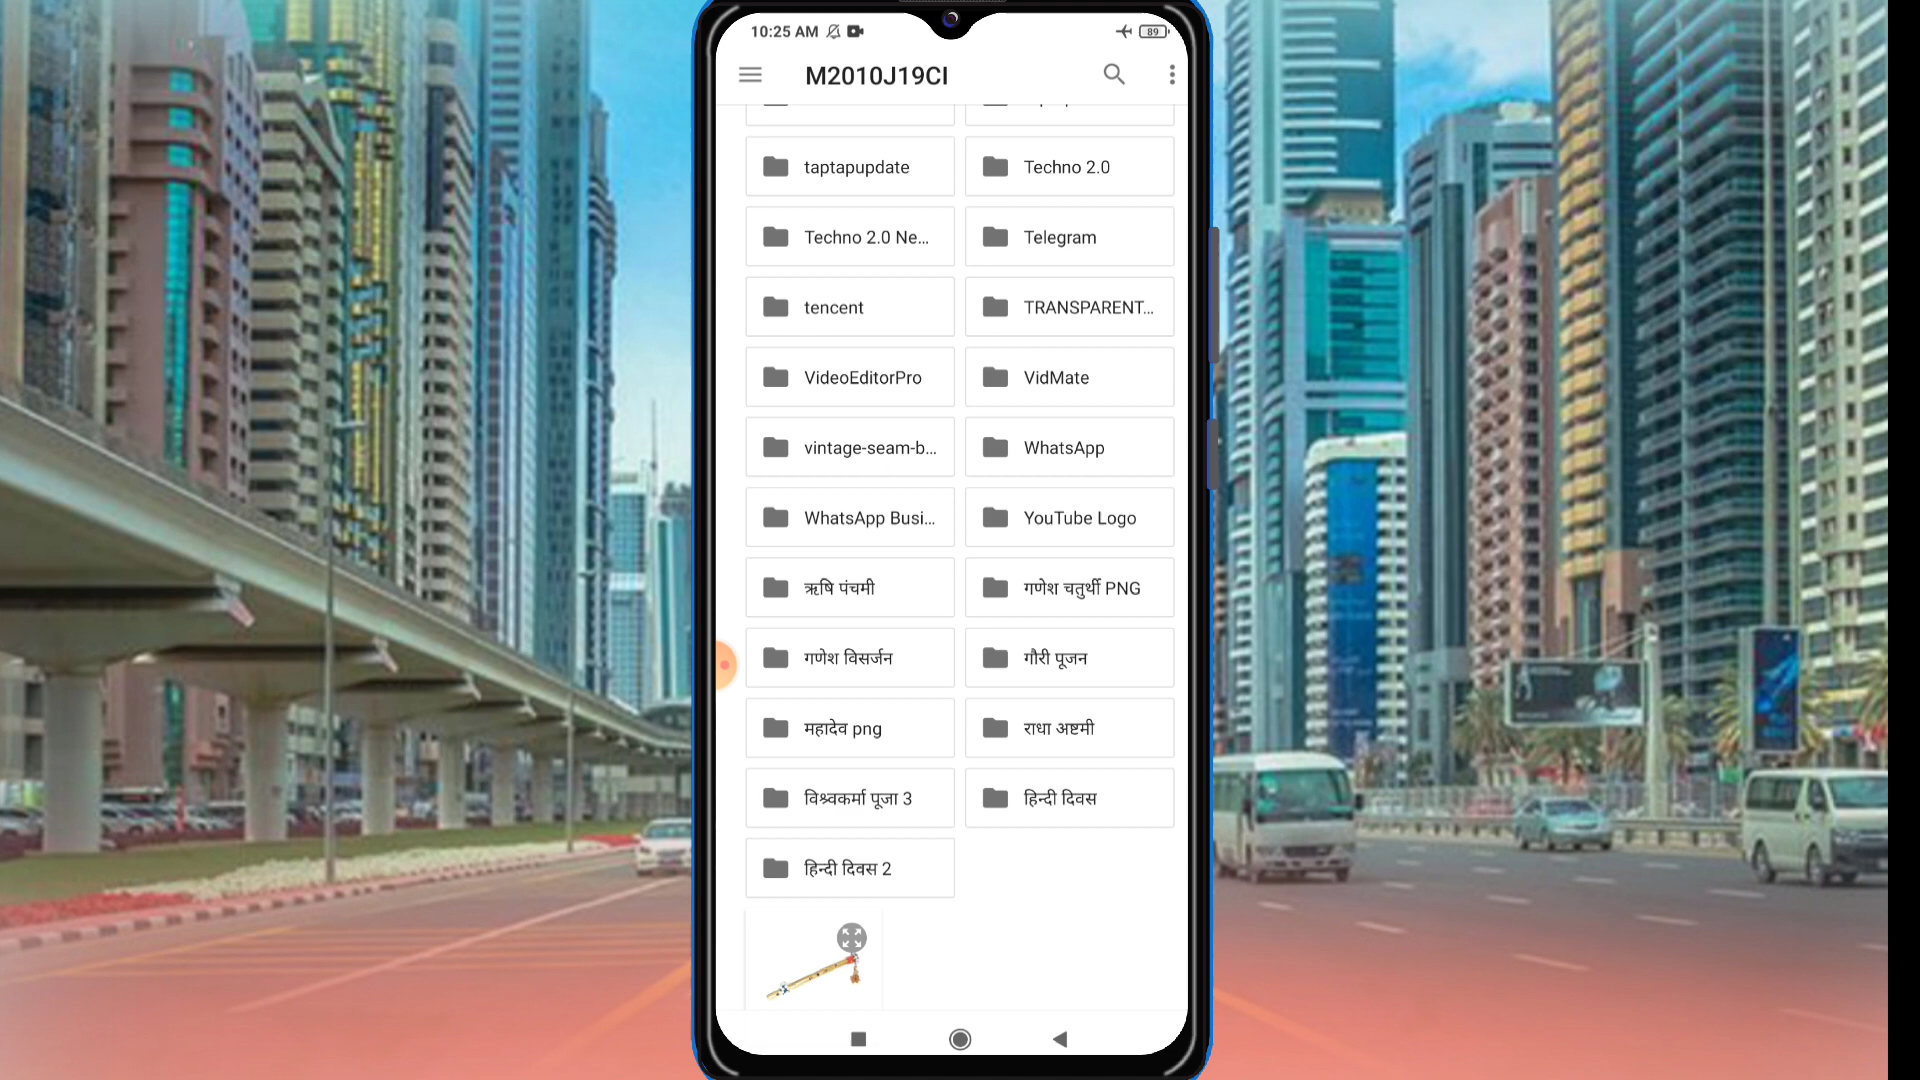 10:25 AM 89
M2010J19CI
taptapupdate
Techno 2.0
Techno 2.0 Ne...
Telegram
tencent
TRANSPARENT...
VideoEditorPro
VidMate
vintage-seam-b...
WhatsApp
WhatsApp Busi...
YouTube Logo
ऋषि पंचमी
गणेश चतुर्थी PNG
गणेश विसर्जन
गौरी पूजन
महादेव png
राधा अष्टमी
विश्वकर्मा पूजा 3
हिन्दी दिवस
हिन्दी दिवस 2